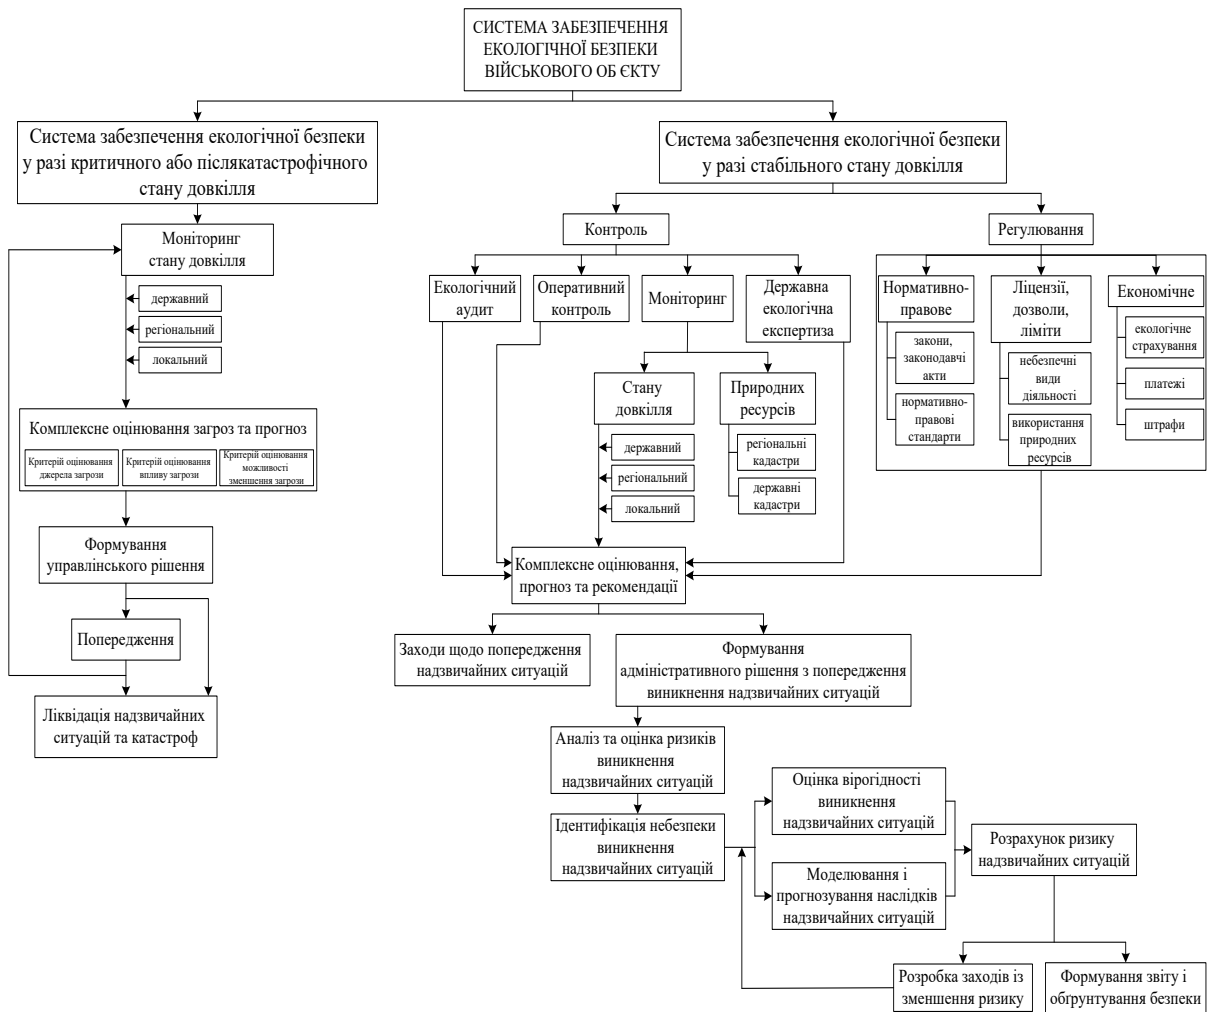 СИСТЕМА ЗАБЕЗПЕЧЕННЯ
ЕКОЛОГІЧНОЇ БЕЗПЕКИ
ВІЙСЬКОВОГО ОБ ЄКТУ
Система забезпечення екологічної безпеки
у разі критичного або післякатастрофічного
стану довкілля
Моніторинг
стану довкілля
державний
регіональний
локальний
Комплексне оцінювання загроз та прогноз
Критерій оцінювання
джерела загрози
Критерій оцінювання
впливу загрози
Критерій оцінювання
можливості
зменшення загрози
Формування
управлінського рішення
Попередження
Ліквідація надзвичайних
ситуацій та катастроф
Система забезпечення екологічної безпеки
у разі стабільного стану довкілля
Контроль
Екологічний
аудит
Оперативний
контроль
Моніторинг
Державна
екологічна
експертиза
Стану
довкілля
державний
регіональний
локальний
Природних
ресурсів
регіональні
кадастри
державні
кадастри
Регулювання
Нормативно-
правове
закони,
законодавчі
акти
нормативно-
правові
стандарти
Ліцензії,
дозволи,
ліміти
небезпечні
види
діяльності
використання
природних
ресурсів
Економічне
екологічне
страхування
платежі
штрафи
Комплексне оцінювання,
прогноз та рекомендації
Заходи щодо попередження
надзвичайних ситуацій
Формування
адміністративного рішення з попередження
виникнення надзвичайних ситуацій
Аналіз та оцінка ризиків
виникнення
надзвичайних ситуацій
Ідентифікація небезпеки
виникнення
надзвичайних ситуацій
Оцінка вірогідності
виникнення
надзвичайних ситуацій
Моделювання і
прогнозування наслідків
надзвичайних ситуацій
Розрахунок ризику
надзвичайних ситуацій
Розробка заходів із
зменшення ризику
Формування звіту і
обґрунтування безпеки